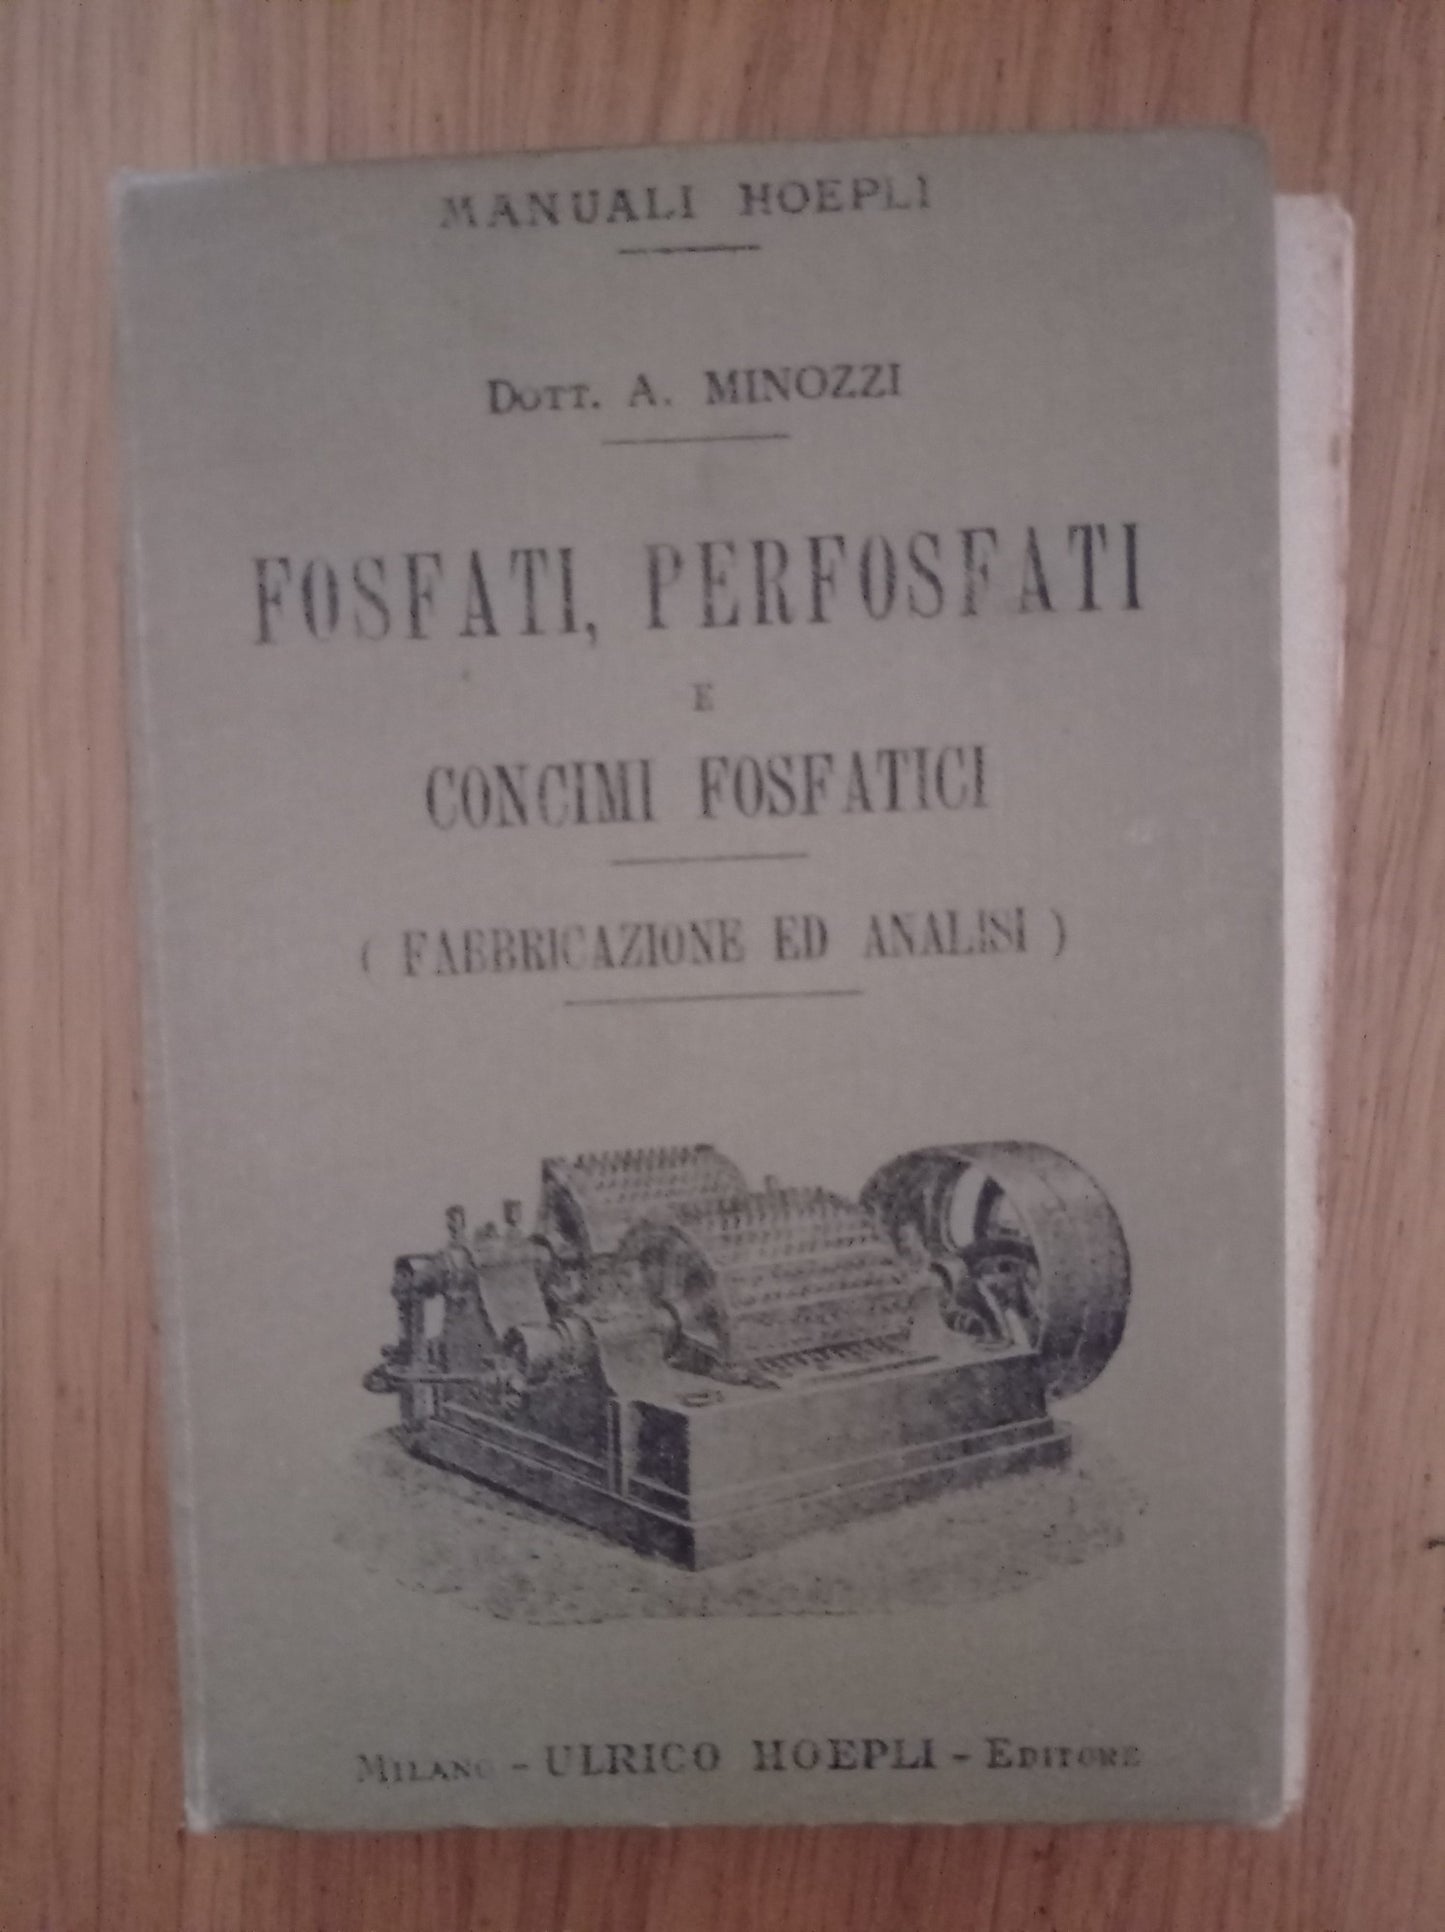 MANUALI HOEPLI
DOTT. A. MINOZZI
FOSFATI, PERFOSFATI
E
CONCIMI FOSFATICI
( FABBRICAZIONE ED ANALISI )
MILANO - ULRICO HOEPLI - EDITORE